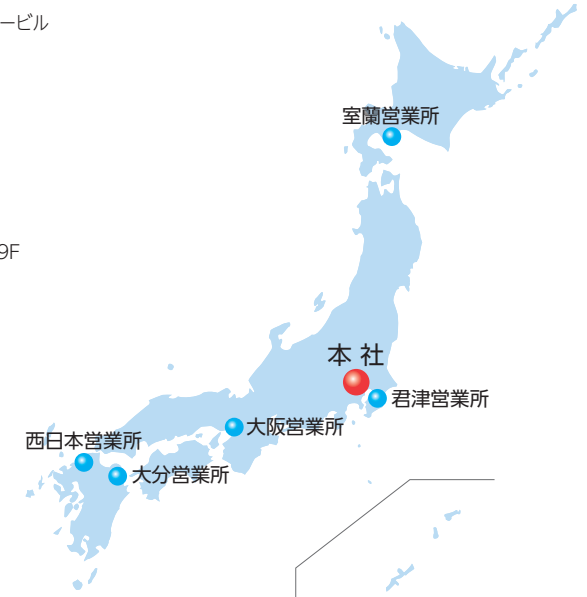 ービル
室蘭営業所
9F
本 社
君津営業所
大阪営業所
西日本営業所
大分営業所